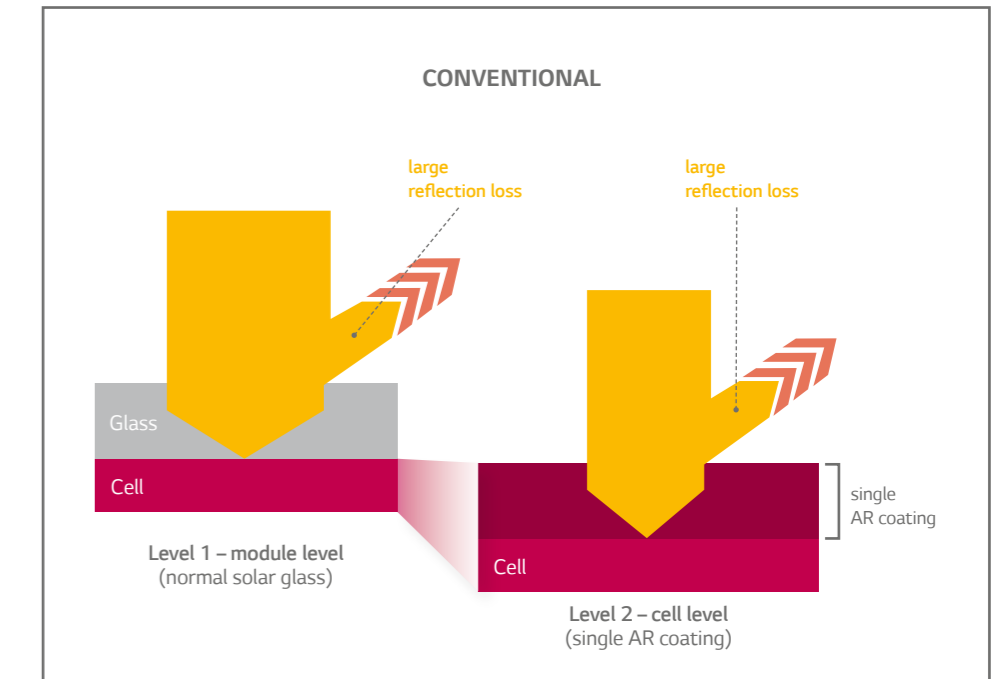 CONVENTIONAL
large
reflection loss
large
reflection loss
Glass
Cell
Level 1 – module level
(normal solar glass)
single
AR coating
Cell
Level 2 – cell level
(single AR coating)